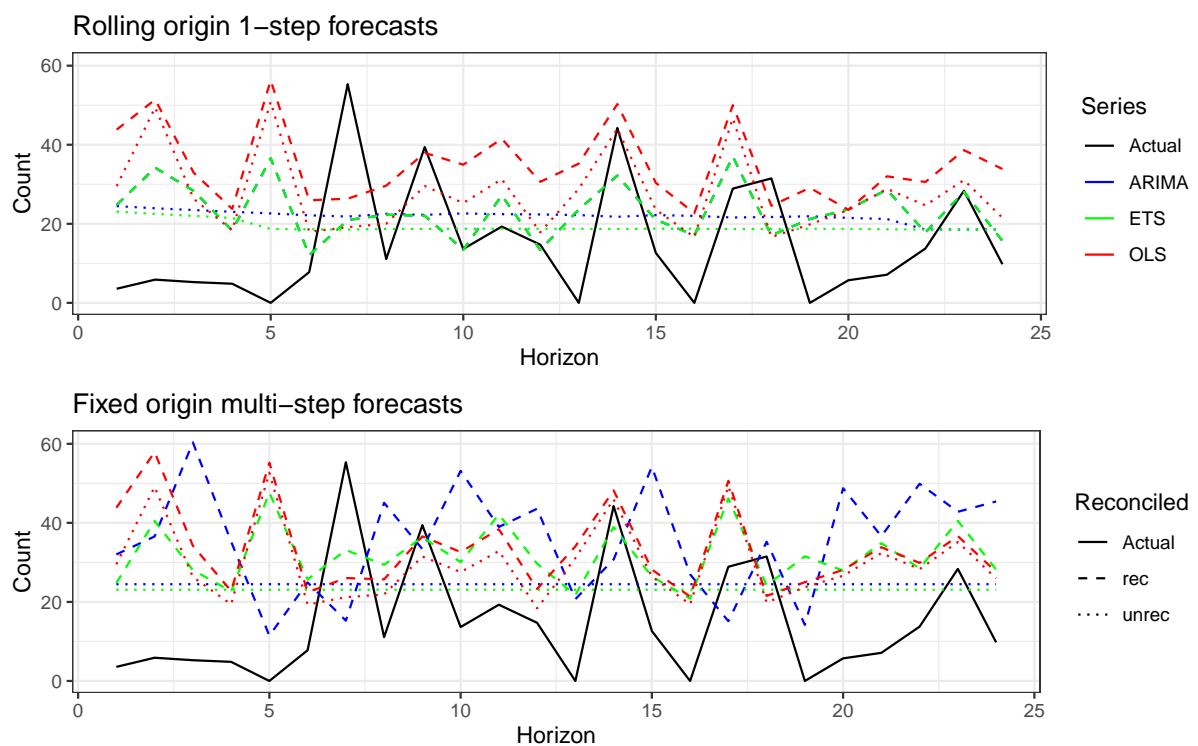 Rolling origin 1−step forecasts
60
40
20
0
Count
0 5 10 15 20 25
Horizon
Series
Actual
ARIMA
ETS
OLS
Fixed origin multi−step forecasts
60
40
20
0
Count
0 5 10 15 20 25
Horizon
Reconciled
Actual
rec
unrec